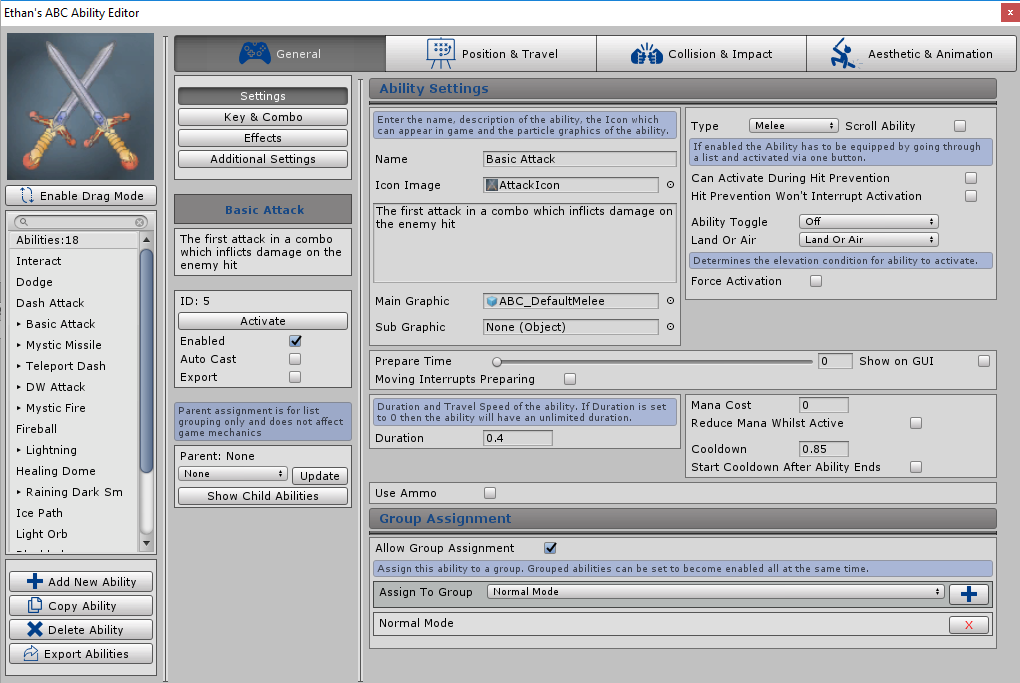 Ethan's ABC Ability Editor
x
General
Position & Travel
Collision & Impact
Aesthetic & Animation
Enable Drag Mode
Abilities:18
Interact
Dodge
Dash Attack
Basic Attack
Mystic Missile
Teleport Dash
DW Attack
Mystic Fire
Fireball
Lightning
Healing Dome
Raining Dark Sm
Ice Path
Light Orb
Add New Ability
Copy Ability
Delete Ability
Export Abilities
Settings
Key & Combo
Effects
Additional Settings
Basic Attack
The first attack in a combo
which inflicts damage on the
enemy hit
ID: 5
Activate
Enabled
Auto Cast
Export
Parent assignment is for list
grouping only and does not affect
game mechanics
Parent: None
None
Update
Show Child Abilities
Ability Settings
Enter the name, description of the ability, the Icon which
can appear in game and the particle graphics of the ability.
Name
Basic Attack
Icon Image
AttackIcon
The first attack in a combo which inflicts damage on
the enemy hit
Main Graphic
ABC_DefaultMelee
Sub Graphic
None (Object)
Type
Melee
Scroll Ability
If enabled the Ability has to be equipped by going through
a list and activated via one button.
Can Activate During Hit Prevention
Hit Prevention Won't Interrupt Activation
Ability Toggle
Off
Land Or Air
Land Or Air
Determines the elevation condition for ability to activate.
Force Activation
Prepare Time
0
Show on GUI
Moving Interrupts Preparing
Duration and Travel Speed of the ability. If Duration is set
to 0 then the ability will have an unlimited duration.
Duration
0.4
Mana Cost
0
Reduce Mana Whilst Active
Cooldown
0.85
Start Cooldown After Ability Ends
Use Ammo
Group Assignment
Allow Group Assignment
Assign this ability to a group. Grouped abilities can be set to become enabled all at the same time.
Assign To Group
Normal Mode
Normal Mode
X